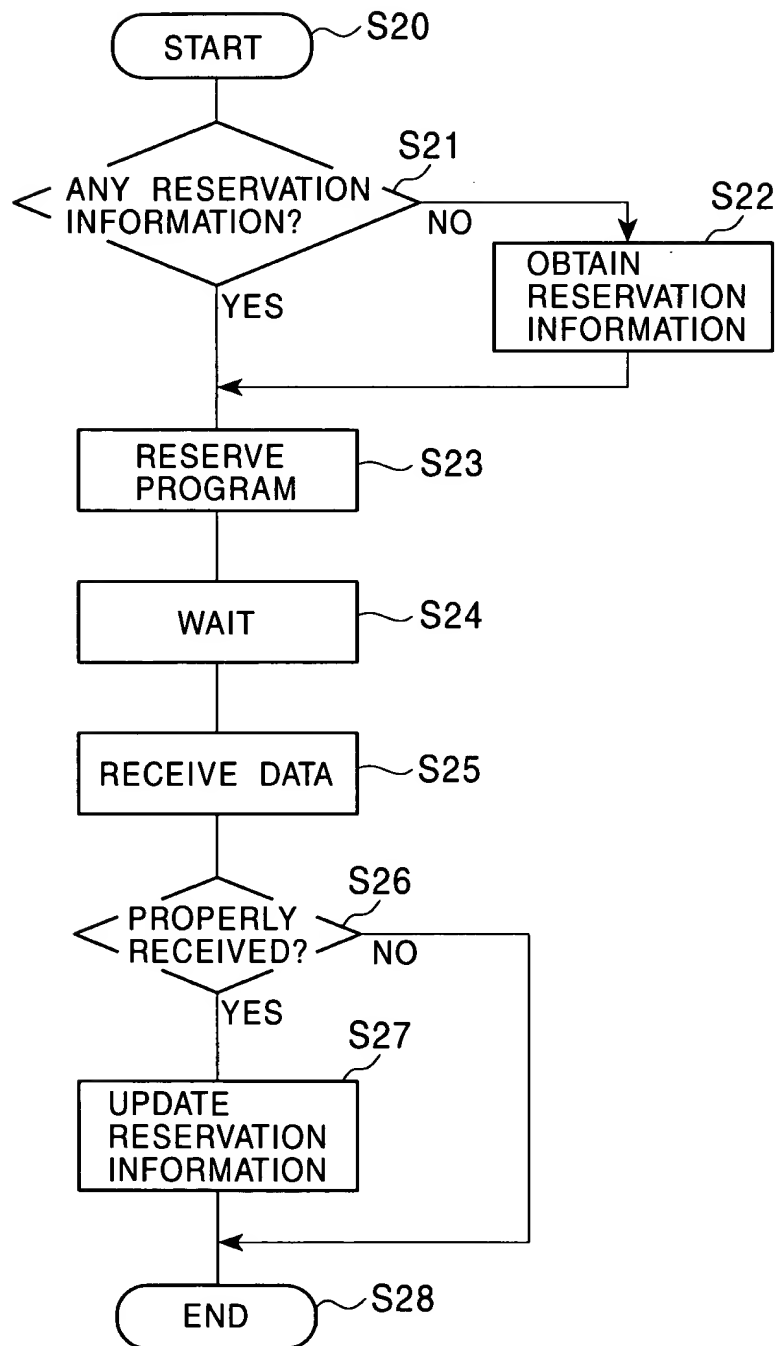 START
S20
ANY RESERVATION
INFORMATION?
S21
NO
S22
OBTAIN
RESERVATION
INFORMATION
YES
RESERVE
PROGRAM
S23
WAIT
S24
RECEIVE DATA
S25
PROPERLY
RECEIVED?
S26
NO
YES
S27
UPDATE
RESERVATION
INFORMATION
END
S28